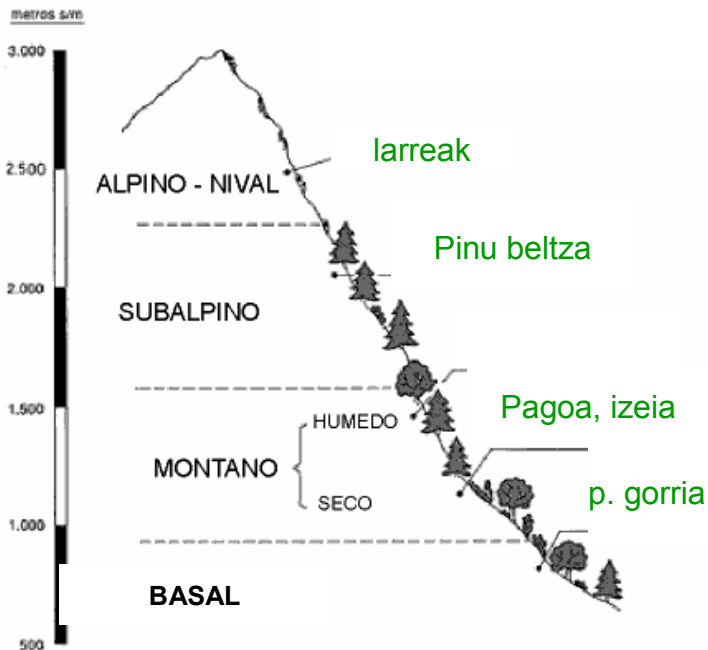 metros s/m
3.000
larreak
2.500
ALPINO - NIVAL
Pinu beltza
2.000
SUBALPINO
1.500
Pagoa, izeia
HUMEDO
MONTANO
p. gorria
SECO
1.000
BASAL
500